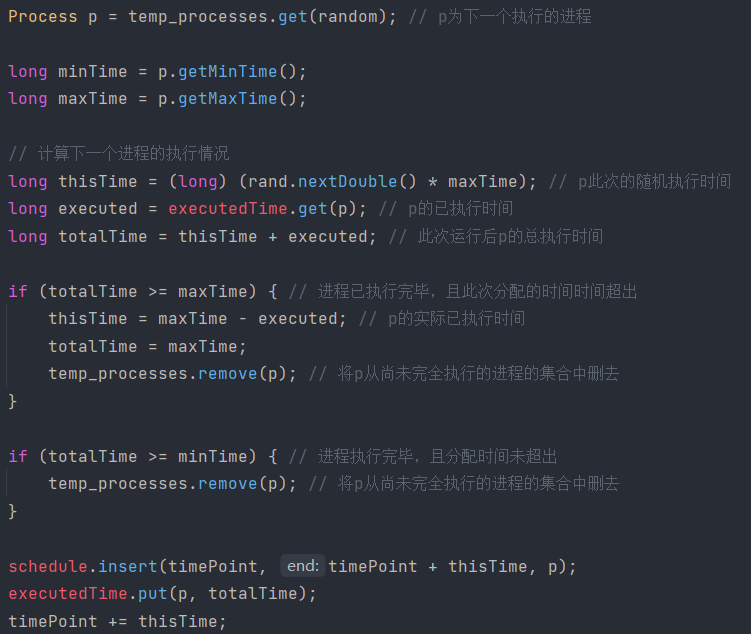 Process p = temp_processes.get(random); // p为下一个执行的进程
long minTime = p.getMinTime();
long maxTime = p.getMaxTime();
// 计算下一个进程的执行情况
long thisTime = (long) (rand.nextDouble() * maxTime); // p此次的随机执行时间
long executed = executedTime.get(p); // p的已执行时间
long totalTime = thisTime + executed; // 此次运行后p的总执行时间
if (totalTime >= maxTime) { // 进程已执行完毕，且此次分配的时间时间超出
    thisTime = maxTime - executed; // p的实际已执行时间
    totalTime = maxTime;
    temp_processes.remove(p); // 将p从尚未完全执行的进程的集合中删去
}
if (totalTime >= minTime) { // 进程执行完毕，且分配时间未超出
    temp_processes.remove(p); // 将p从尚未完全执行的进程的集合中删去
}
schedule.insert(timePoint, end: timePoint + thisTime, p);
executedTime.put(p, totalTime);
timePoint += thisTime;